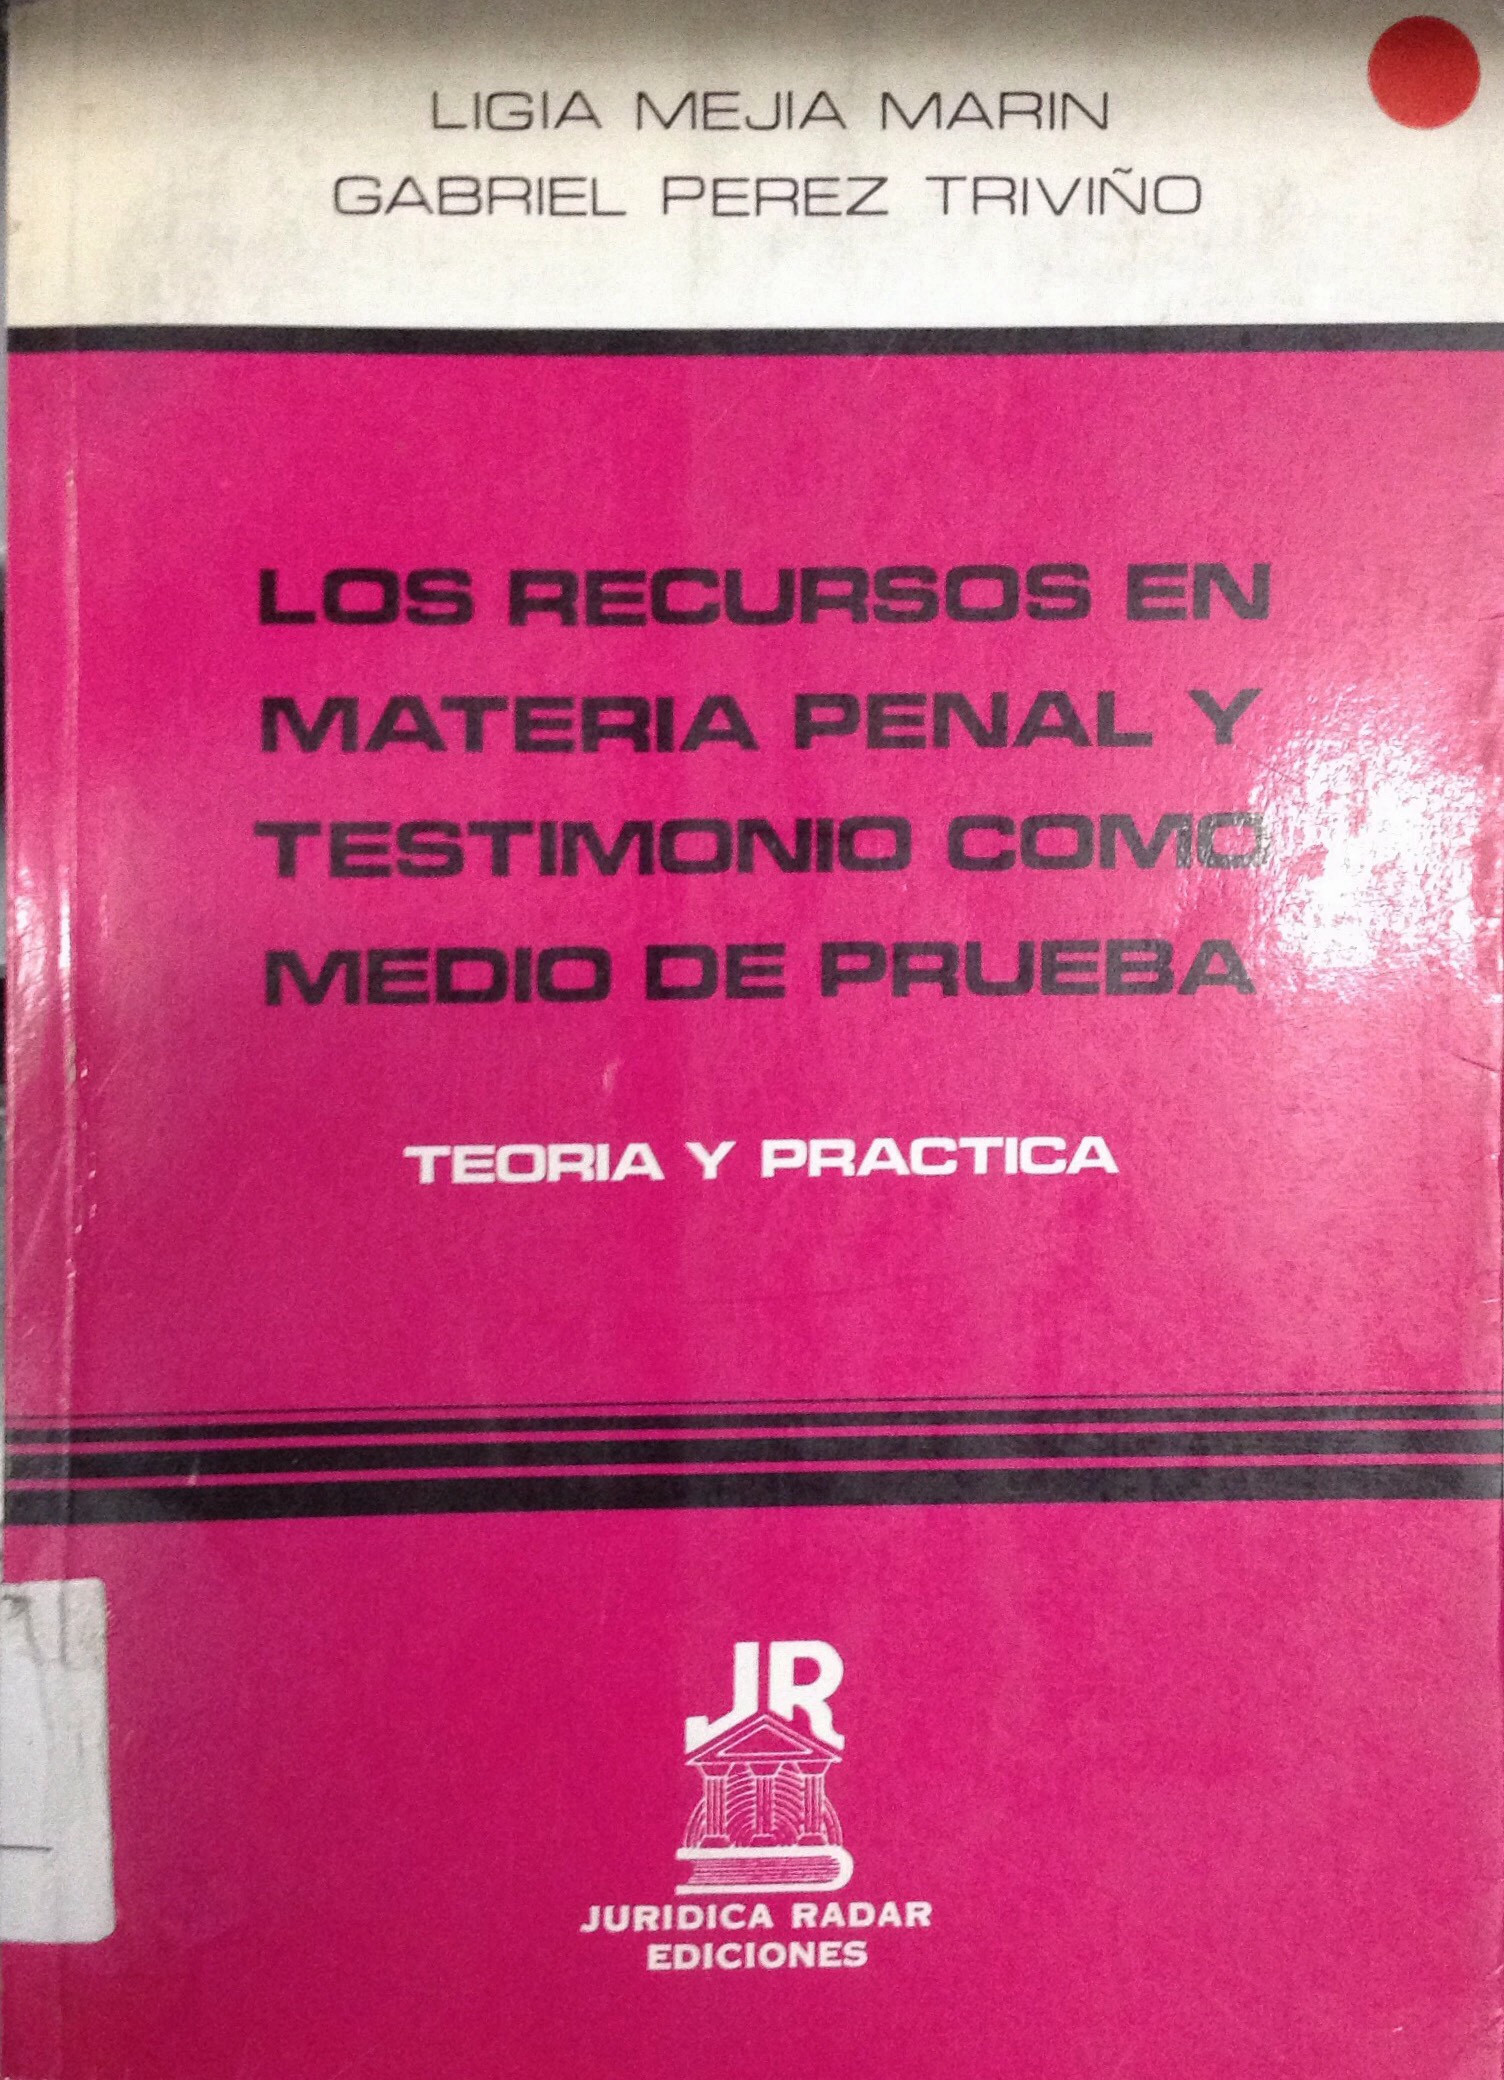 LIGIA MEJIA MARIN
GABRIEL PEREZ TRIVIÑO
LOS RECURSOS EN
MATERIA PENAL Y
TESTIMONIO COMO
MEDIO DE PRUEBA
TEORIA Y PRACTICA
JR
JURIDICA RADAR
EDICIONES